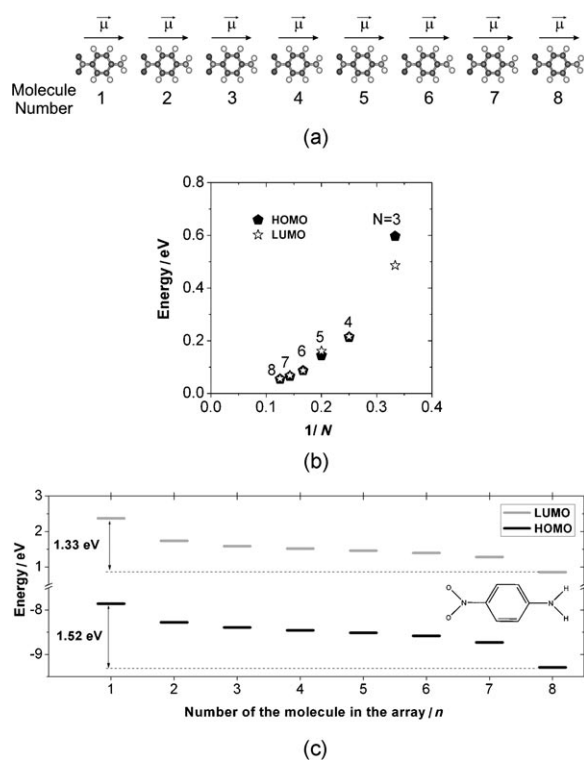 μ μ μ μ μ μ μ μ
Molecule
Number
1 2 3 4 5 6 7 8
(a)
Energy / eV
0.8
0.6
0.4
0.2
0.0
HOMO
LUMO
N=3
4
5
6
7
8
0.0 0.1 0.2 0.3 0.4
1/ N
(b)
Energy / eV
3
2
1
-8
-9
1.33 eV
1.52 eV
LUMO
HOMO
O
O
N
N
H
H
1 2 3 4 5 6 7 8
Number of the molecule in the array / n
(c)